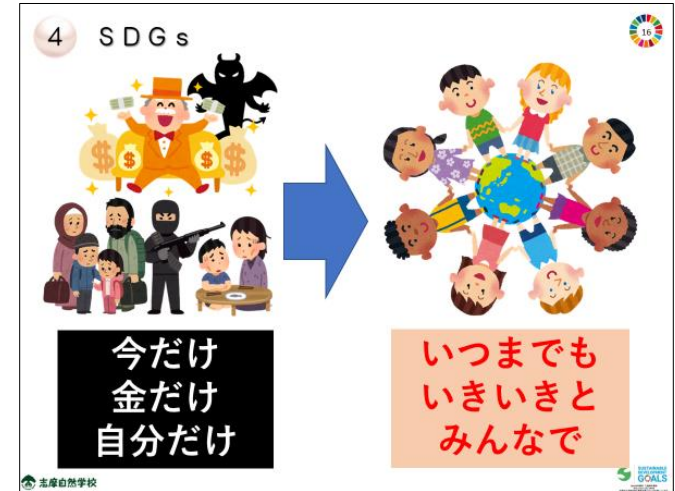 4 SDGs
16
$ $ $ $
今だけ
金だけ
自分だけ
いつまでも
いきいきと
みんなで
志摩自然学校
SUSTAINABLE
DEVELOPMENT
GOALS